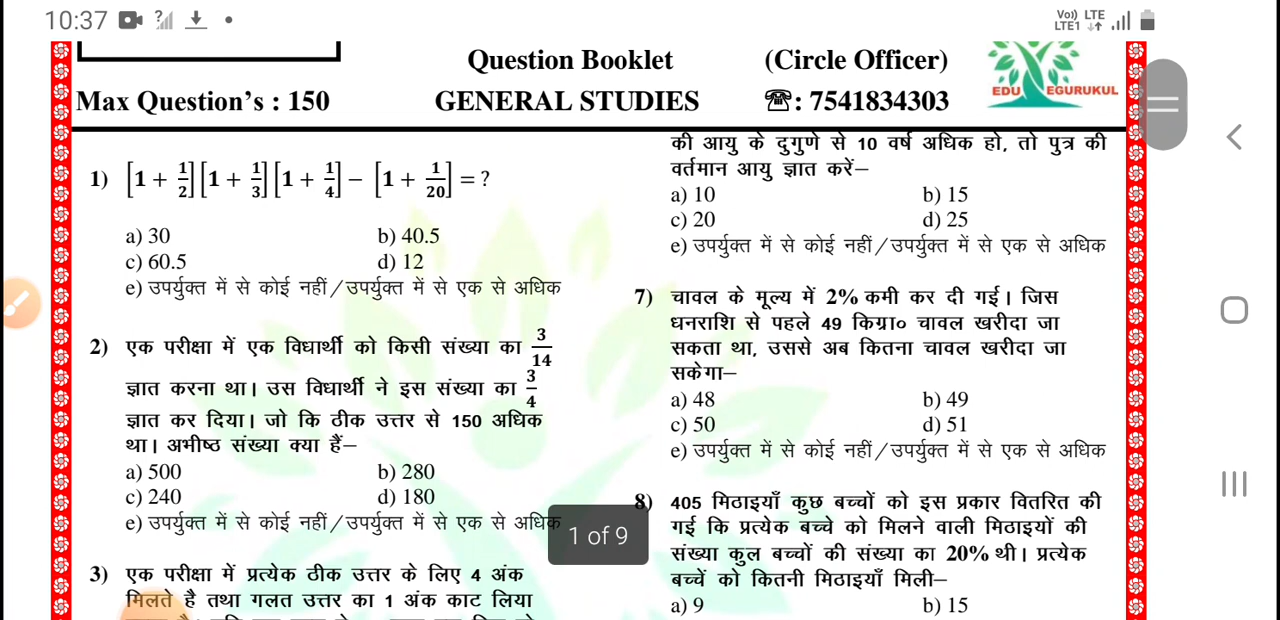 10:37
Vo)) LTE
LTE1
Question Booklet (Circle Officer)
Max Question's : 150 GENERAL STUDIES ☎: 7541834303
EDU EGURUKUL
1) [1 + 1/2][1 + 1/3][1 + 1/4] − [1 + 1/20] = ?
a) 30 b) 40.5
c) 60.5 d) 12
e) उपर्युक्त में से कोई नहीं/उपर्युक्त में से एक से अधिक
2) एक परीक्षा में एक विधार्थी को किसी संख्या का 3/14
ज्ञात करना था। उस विधार्थी ने इस संख्या का 3/4
ज्ञात कर दिया। जो कि ठीक उत्तर से 150 अधिक
था। अभीष्ठ संख्या क्या हैं–
a) 500 b) 280
c) 240 d) 180
e) उपर्युक्त में से कोई नहीं/उपर्युक्त में से एक से अधिक
3) एक परीक्षा में प्रत्येक ठीक उत्तर के लिए 4 अंक
मिलते है तथा गलत उत्तर का 1 अंक काट लिया
की आयु के दुगुणे से 10 वर्ष अधिक हो, तो पुत्र की
वर्तमान आयु ज्ञात करें–
a) 10 b) 15
c) 20 d) 25
e) उपर्युक्त में से कोई नहीं/उपर्युक्त में से एक से अधिक
7) चावल के मूल्य में 2% कमी कर दी गई। जिस
धनराशि से पहले 49 किग्रा० चावल खरीदा जा
सकता था, उससे अब कितना चावल खरीदा जा
सकेगा–
a) 48 b) 49
c) 50 d) 51
e) उपर्युक्त में से कोई नहीं/उपर्युक्त में से एक से अधिक
8) 405 मिठाइयाँ कुछ बच्चों को इस प्रकार वितरित की
गई कि प्रत्येक बच्चे को मिलने वाली मिठाइयों की
संख्या कुल बच्चों की संख्या का 20% थी। प्रत्येक
बच्चें को कितनी मिठाइयाँ मिली–
a) 9 b) 15
1 of 9